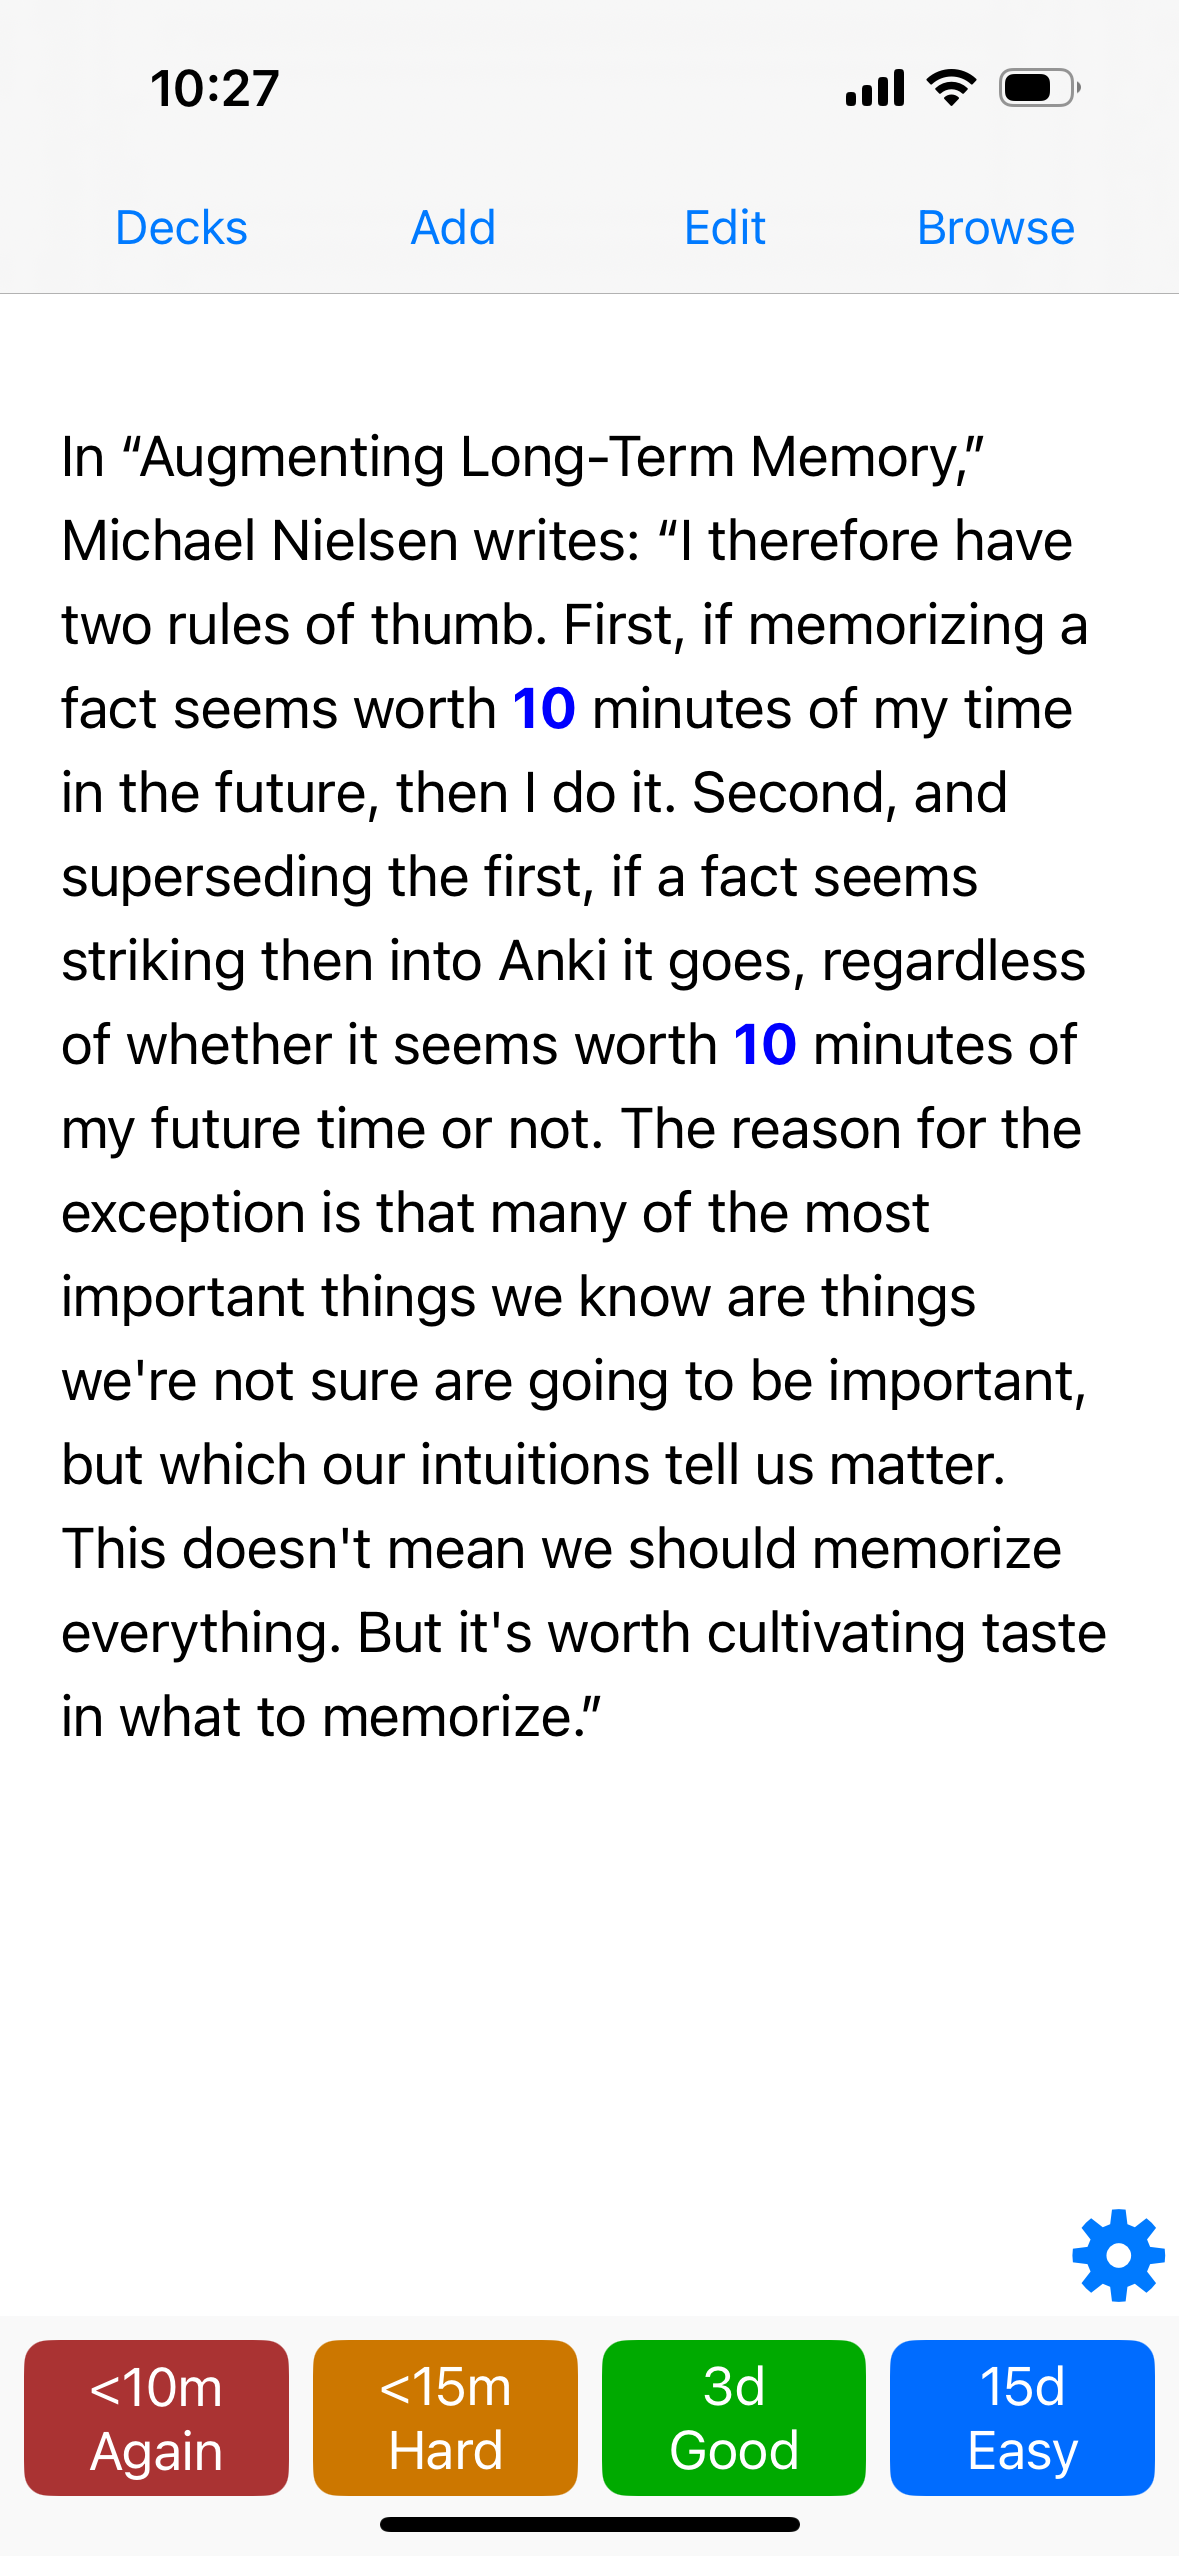 10:27
Decks Add Edit Browse
In “Augmenting Long-Term Memory,”
Michael Nielsen writes: “I therefore have
two rules of thumb. First, if memorizing a
fact seems worth 10 minutes of my time
in the future, then I do it. Second, and
superseding the first, if a fact seems
striking then into Anki it goes, regardless
of whether it seems worth 10 minutes of
my future time or not. The reason for the
exception is that many of the most
important things we know are things
we're not sure are going to be important,
but which our intuitions tell us matter.
This doesn't mean we should memorize
everything. But it's worth cultivating taste
in what to memorize.”
<10m <15m 3d 15d
Again Hard Good Easy